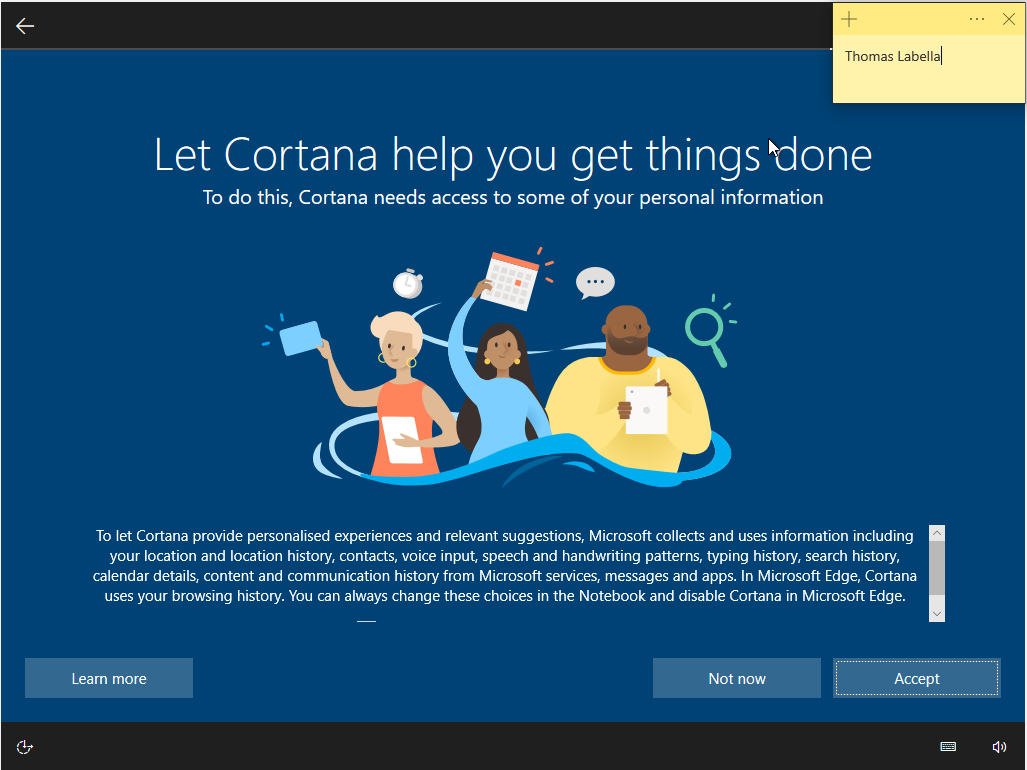 Thomas Labella
Let Cortana help you get things done
To do this, Cortana needs access to some of your personal information
To let Cortana provide personalised experiences and relevant suggestions, Microsoft collects and uses information including
your location and location history, contacts, voice input, speech and handwriting patterns, typing history, search history,
calendar details, content and communication history from Microsoft services, messages and apps. In Microsoft Edge, Cortana
uses your browsing history. You can always change these choices in the Notebook and disable Cortana in Microsoft Edge.
Learn more
Not now
Accept